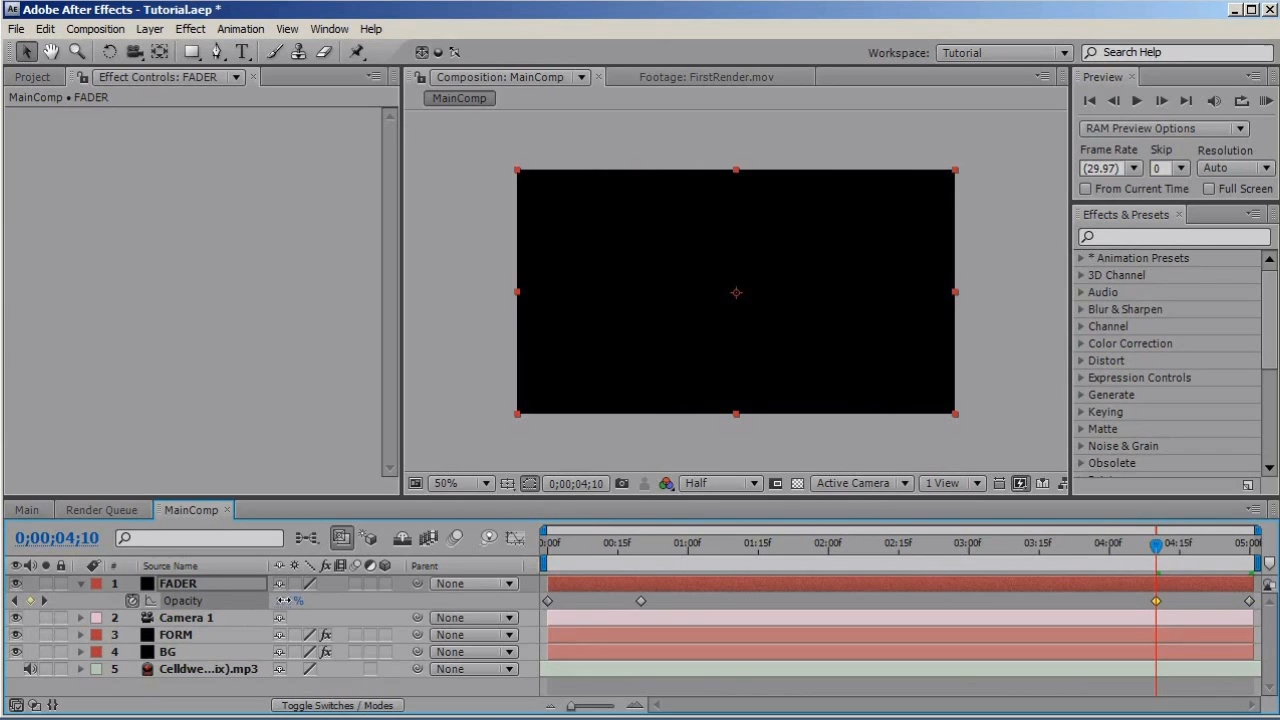 Adobe After Effects - Tutorial.aep *
File Edit Composition Layer Effect Animation View Window Help
Workspace: Tutorial Search Help
Project Effect Controls: FADER Composition: MainComp Footage: FirstRender.mov Preview
MainComp • FADER MainComp
RAM Preview Options
Frame Rate Skip Resolution
(29.97) 0 Auto
From Current Time Full Screen
Effects & Presets
* Animation Presets
3D Channel
Audio
Blur & Sharpen
Channel
Color Correction
Distort
Expression Controls
Generate
Keying
Matte
Noise & Grain
Obsolete
50% 0;00;04;10 Half Active Camera 1 View
Main Render Queue MainComp
0;00;04;10 0:00f 00:15f 01:00f 01:15f 02:00f 02:15f 03:00f 03:15f 04:00f 04:15f 05:00f
# Source Name Parent
1 FADER None
Opacity %
2 Camera 1 None
3 FORM fx None
4 BG fx None
5 Celldwe...ix).mp3 None
Toggle Switches / Modes